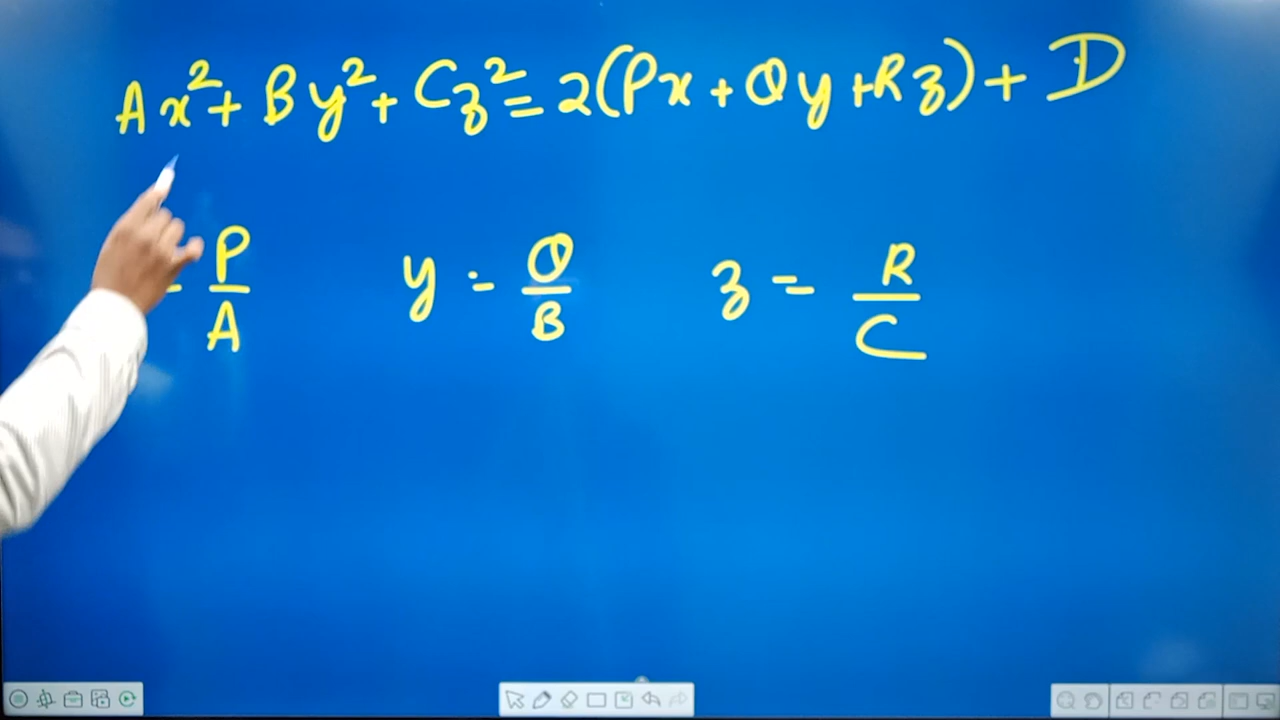 Ax²+ By²+ Cz²= 2(Px + Qy +Rz) + D
= P/A y = Q/B z = R/C